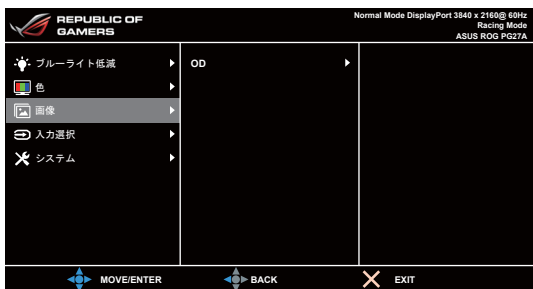 REPUBLIC OF
GAMERS
Normal Mode DisplayPort 3840 x 2160@ 60Hz
Racing Mode
ASUS ROG PG27A
ブルーライト低減
OD
色
画像
入力選択
システム
MOVE/ENTER
BACK
EXIT